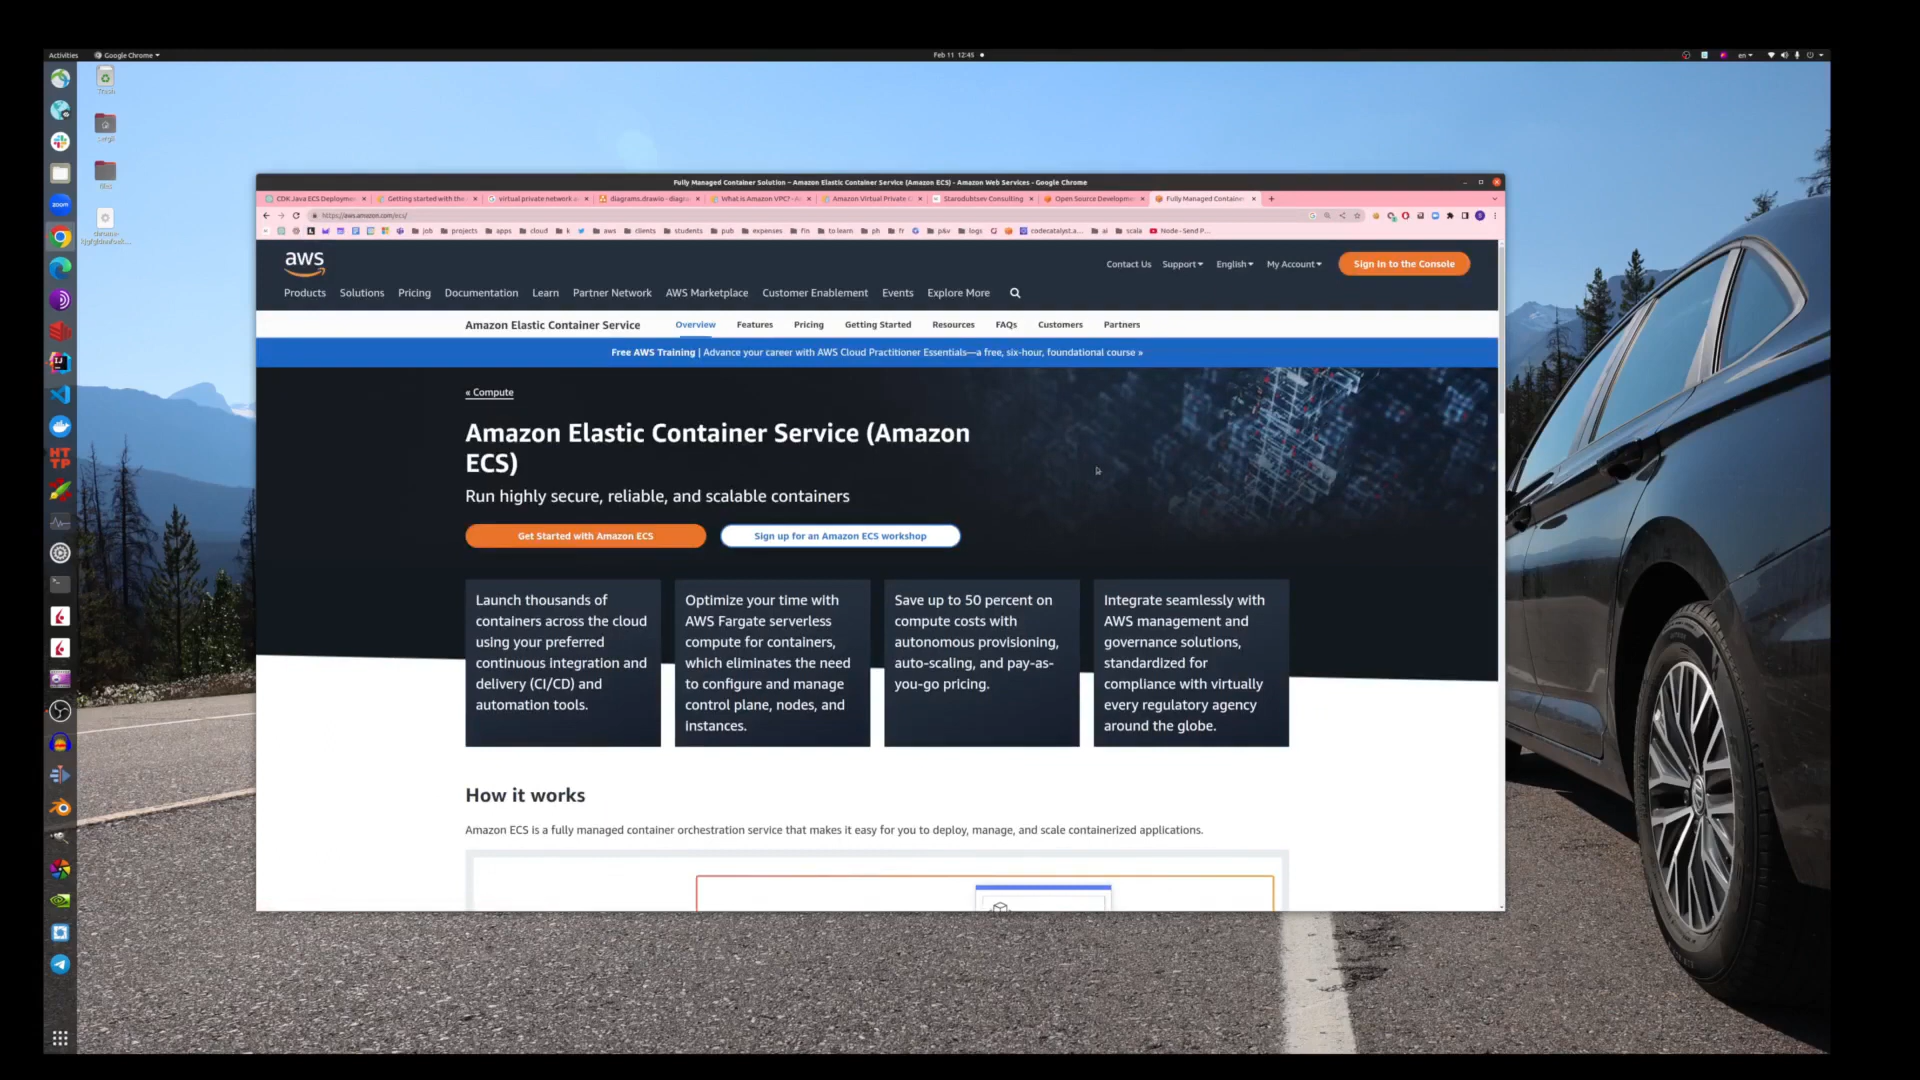 Activities
Google Chrome
Feb 11 12:45
en
Trash
files
Fully Managed Container Solution – Amazon Elastic Container Service (Amazon ECS) - Amazon Web Services - Google Chrome
CDK Java ECS Deployme
Getting started with the
virtual private network
diagrams.drawio - diagra
What is Amazon VPC? - A
Amazon Virtual Private C
Starodubtsev Consulting
Open Source Developme
Fully Managed Container
https://aws.amazon.com/ecs/
job
projects
apps
cloud
k
aws
clients
students
pub
expenses
fin
to learn
ph
fr
p&v
logs
codecatalyst.a...
ai
scala
Node - Send P...
aws
Contact Us
Support
English
My Account
Sign In to the Console
Products
Solutions
Pricing
Documentation
Learn
Partner Network
AWS Marketplace
Customer Enablement
Events
Explore More
Amazon Elastic Container Service
Overview
Features
Pricing
Getting Started
Resources
FAQs
Customers
Partners
Free AWS Training | Advance your career with AWS Cloud Practitioner Essentials—a free, six-hour, foundational course »
« Compute
Amazon Elastic Container Service (Amazon
ECS)
Run highly secure, reliable, and scalable containers
Get Started with Amazon ECS
Sign up for an Amazon ECS workshop
Launch thousands of
containers across the cloud
using your preferred
continuous integration and
delivery (CI/CD) and
automation tools.
Optimize your time with
AWS Fargate serverless
compute for containers,
which eliminates the need
to configure and manage
control plane, nodes, and
instances.
Save up to 50 percent on
compute costs with
autonomous provisioning,
auto-scaling, and pay-as-
you-go pricing.
Integrate seamlessly with
AWS management and
governance solutions,
standardized for
compliance with virtually
every regulatory agency
around the globe.
How it works
Amazon ECS is a fully managed container orchestration service that makes it easy for you to deploy, manage, and scale containerized applications.
zoom
HT
TP